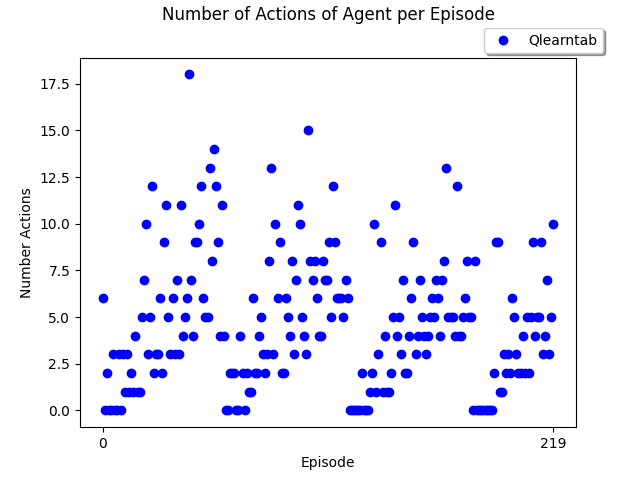 Number of Actions of Agent per Episode
Qlearntab
17.5
15.0
12.5
10.0
7.5
5.0
2.5
0.0
Number Actions
0
219
Episode